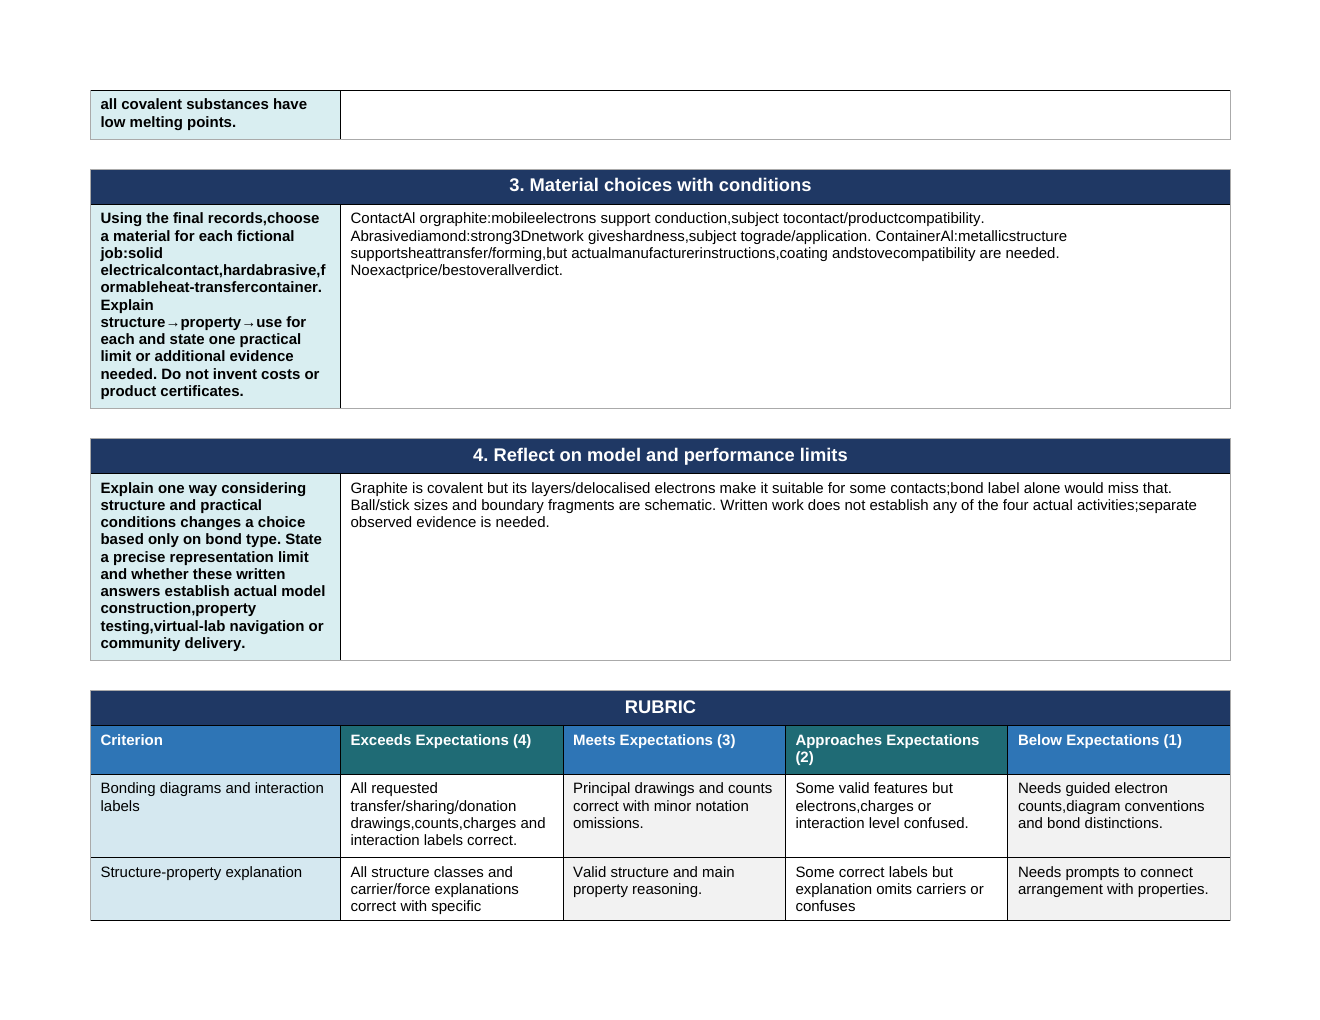 all covalent substances have
low melting points.
3. Material choices with conditions
Using the final records,choose
a material for each fictional
job:solid
electricalcontact,hardabrasive,f
ormableheat-transfercontainer.
Explain
structure→property→use for
each and state one practical
limit or additional evidence
needed. Do not invent costs or
product certificates.
ContactAl orgraphite:mobileelectrons support conduction,subject tocontact/productcompatibility.
Abrasivediamond:strong3Dnetwork giveshardness,subject tograde/application. ContainerAl:metallicstructure
supportsheattransfer/forming,but actualmanufacturerinstructions,coating andstovecompatibility are needed.
Noexactprice/bestoverallverdict.
4. Reflect on model and performance limits
Explain one way considering
structure and practical
conditions changes a choice
based only on bond type. State
a precise representation limit
and whether these written
answers establish actual model
construction,property
testing,virtual-lab navigation or
community delivery.
Graphite is covalent but its layers/delocalised electrons make it suitable for some contacts;bond label alone would miss that.
Ball/stick sizes and boundary fragments are schematic. Written work does not establish any of the four actual activities;separate
observed evidence is needed.
RUBRIC
Criterion
Exceeds Expectations (4)
Meets Expectations (3)
Approaches Expectations
(2)
Below Expectations (1)
Bonding diagrams and interaction
labels
All requested
transfer/sharing/donation
drawings,counts,charges and
interaction labels correct.
Principal drawings and counts
correct with minor notation
omissions.
Some valid features but
electrons,charges or
interaction level confused.
Needs guided electron
counts,diagram conventions
and bond distinctions.
Structure-property explanation
All structure classes and
carrier/force explanations
correct with specific
Valid structure and main
property reasoning.
Some correct labels but
explanation omits carriers or
confuses
Needs prompts to connect
arrangement with properties.